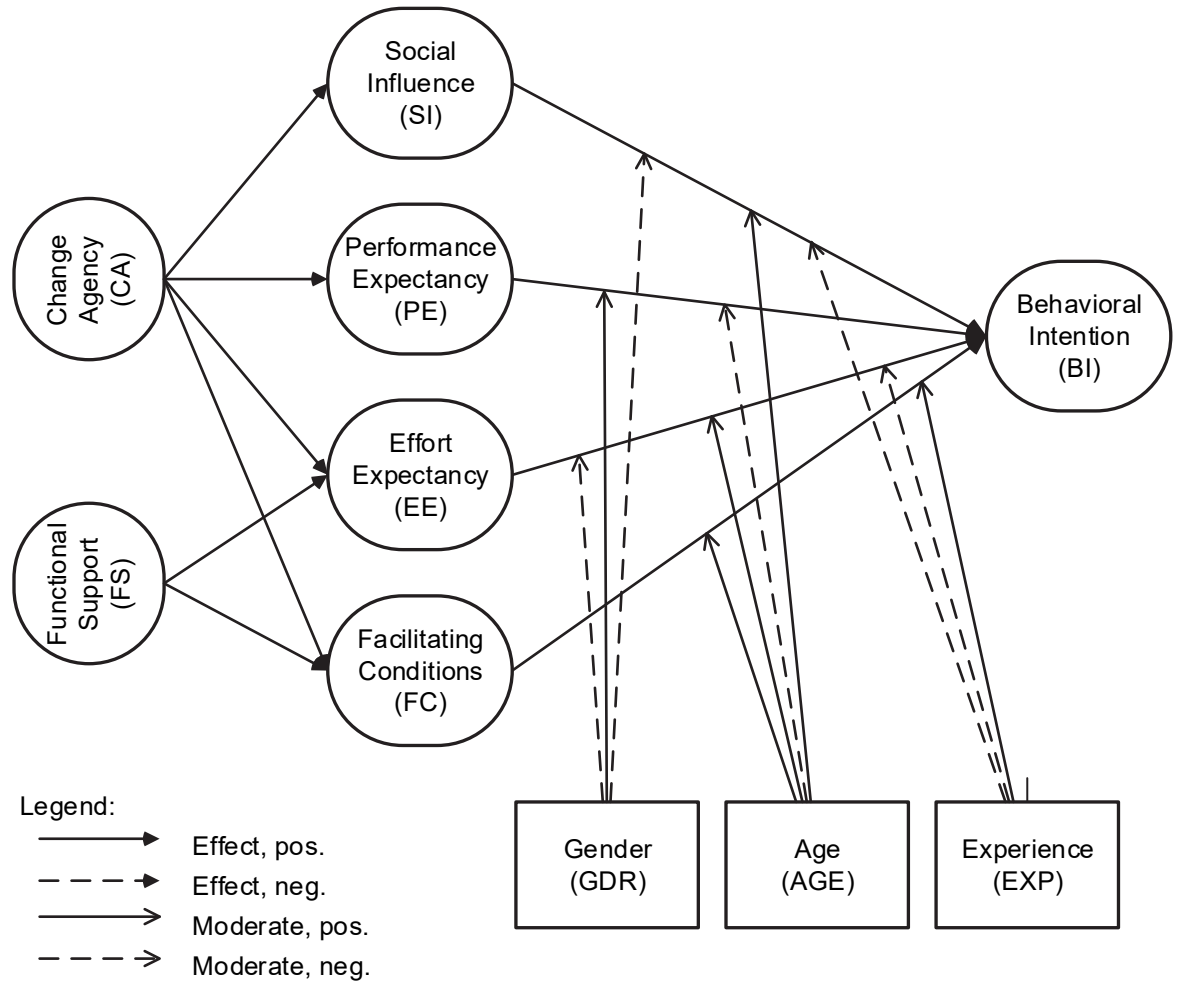 Social
Influence
(SI)
Change
Agency
(CA)
Performance
Expectancy
(PE)
Behavioral
Intention
(BI)
Effort
Expectancy
(EE)
Functional
Support
(FS)
Facilitating
Conditions
(FC)
Legend:
Effect, pos.
Effect, neg.
Moderate, pos.
Moderate, neg.
Gender
(GDR)
Age
(AGE)
Experience
(EXP)